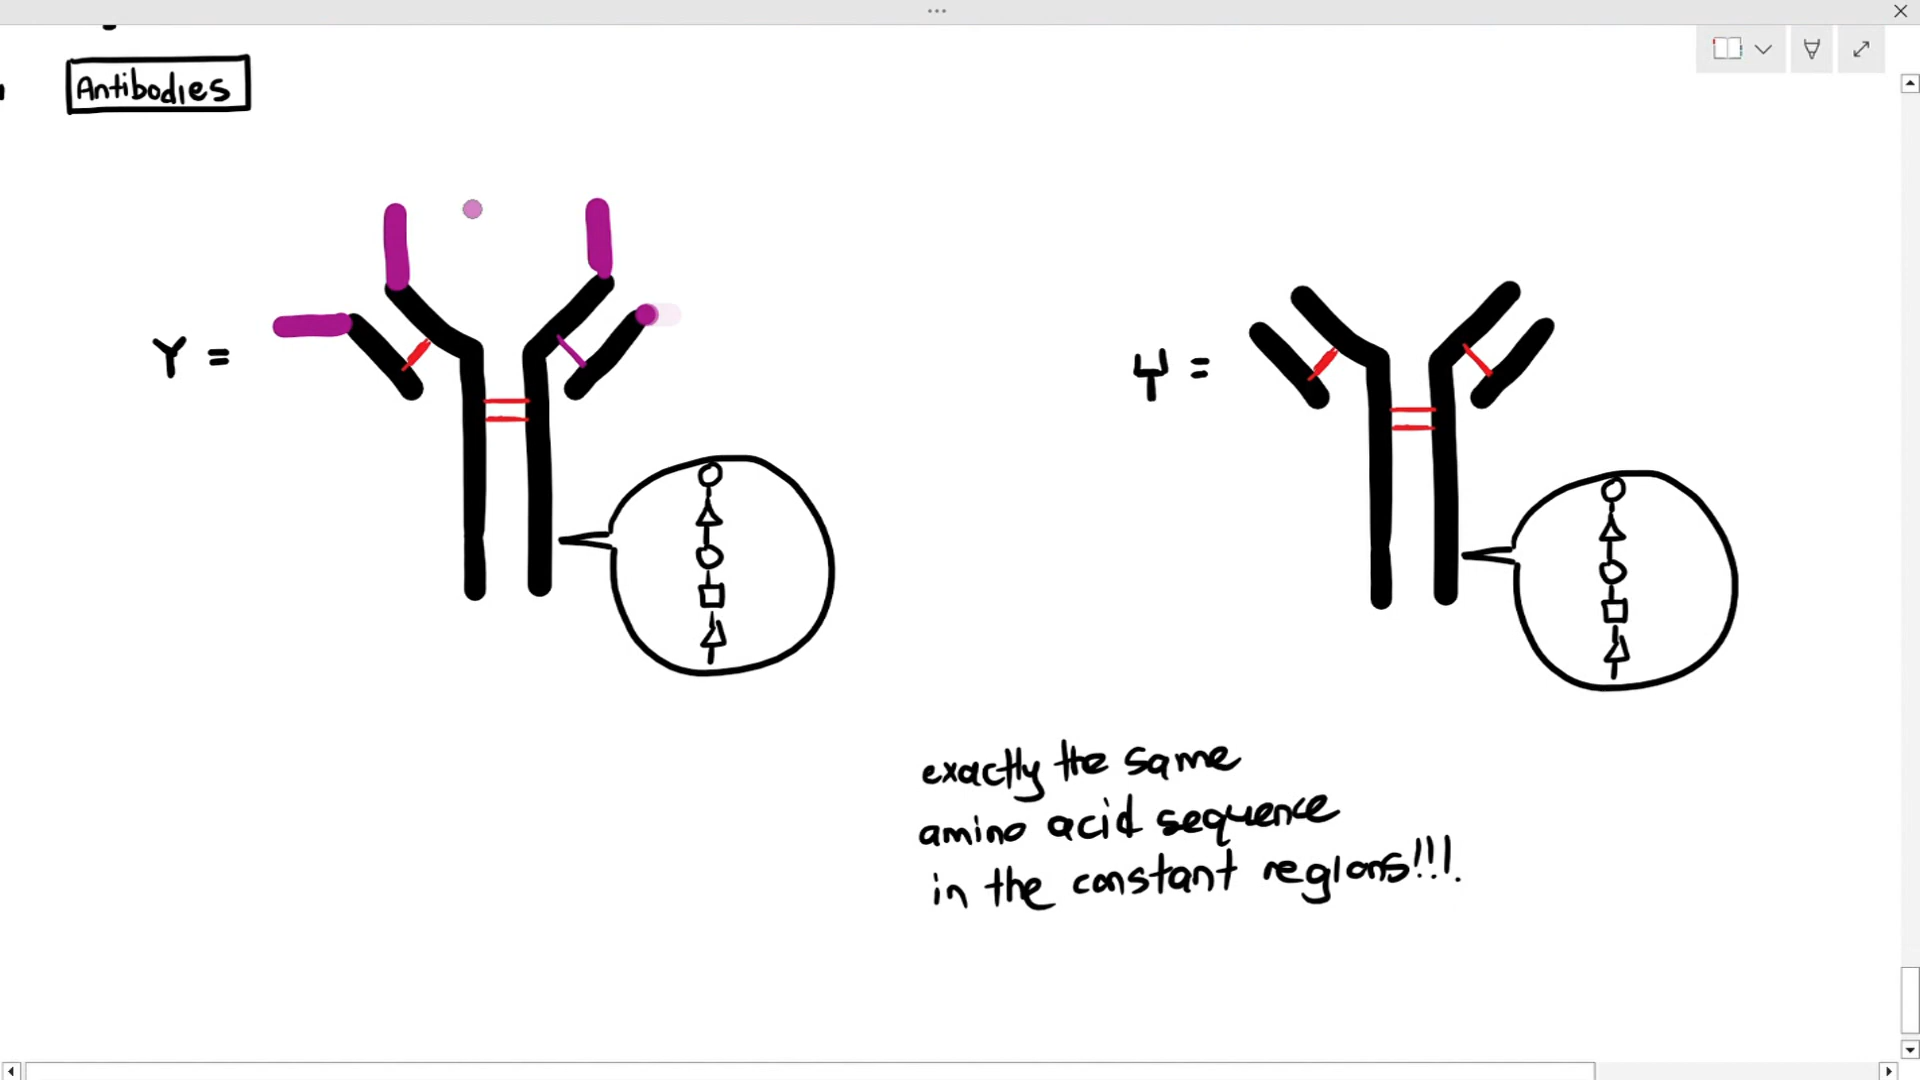 Antibodies
Y =
Y =
exactly the same
amino acid sequence
in the constant regions!!!.